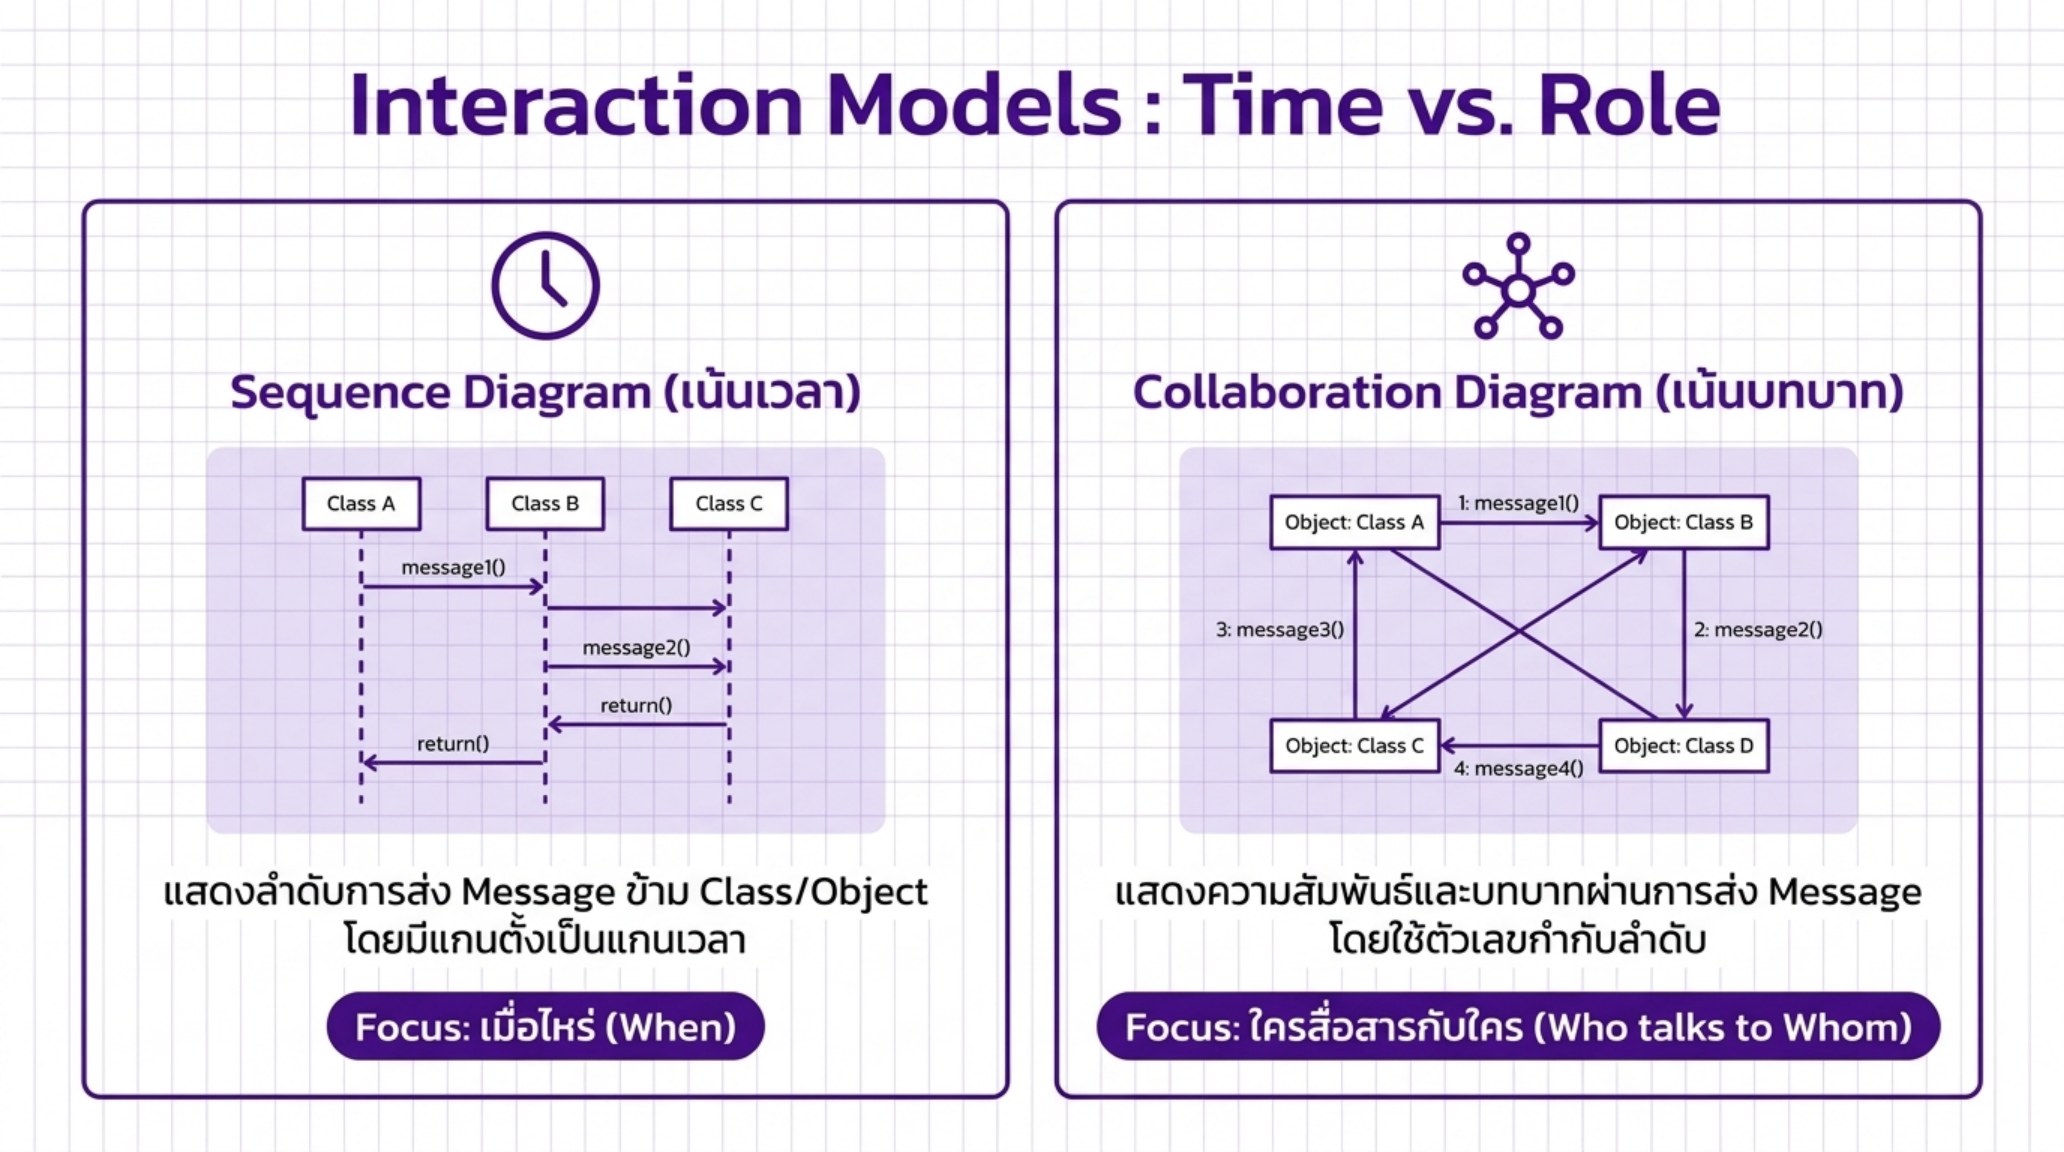 Interaction Models : Time vs. Role
Sequence Diagram (เน้นเวลา)
Class A
Class B
Class C
message1()
message2()
return()
return()
แสดงลำดับการส่ง Message ข้าม Class/Object
โดยมีแกนตั้งเป็นแกนเวลา
Focus: เมื่อไหร่ (When)
Collaboration Diagram (เน้นบทบาท)
Object: Class A
1: message1()
Object: Class B
3: message3()
2: message2()
Object: Class C
4: message4()
Object: Class D
แสดงความสัมพันธ์และบทบาทผ่านการส่ง Message
โดยใช้ตัวเลขกำกับลำดับ
Focus: ใครสื่อสารกับใคร (Who talks to Whom)